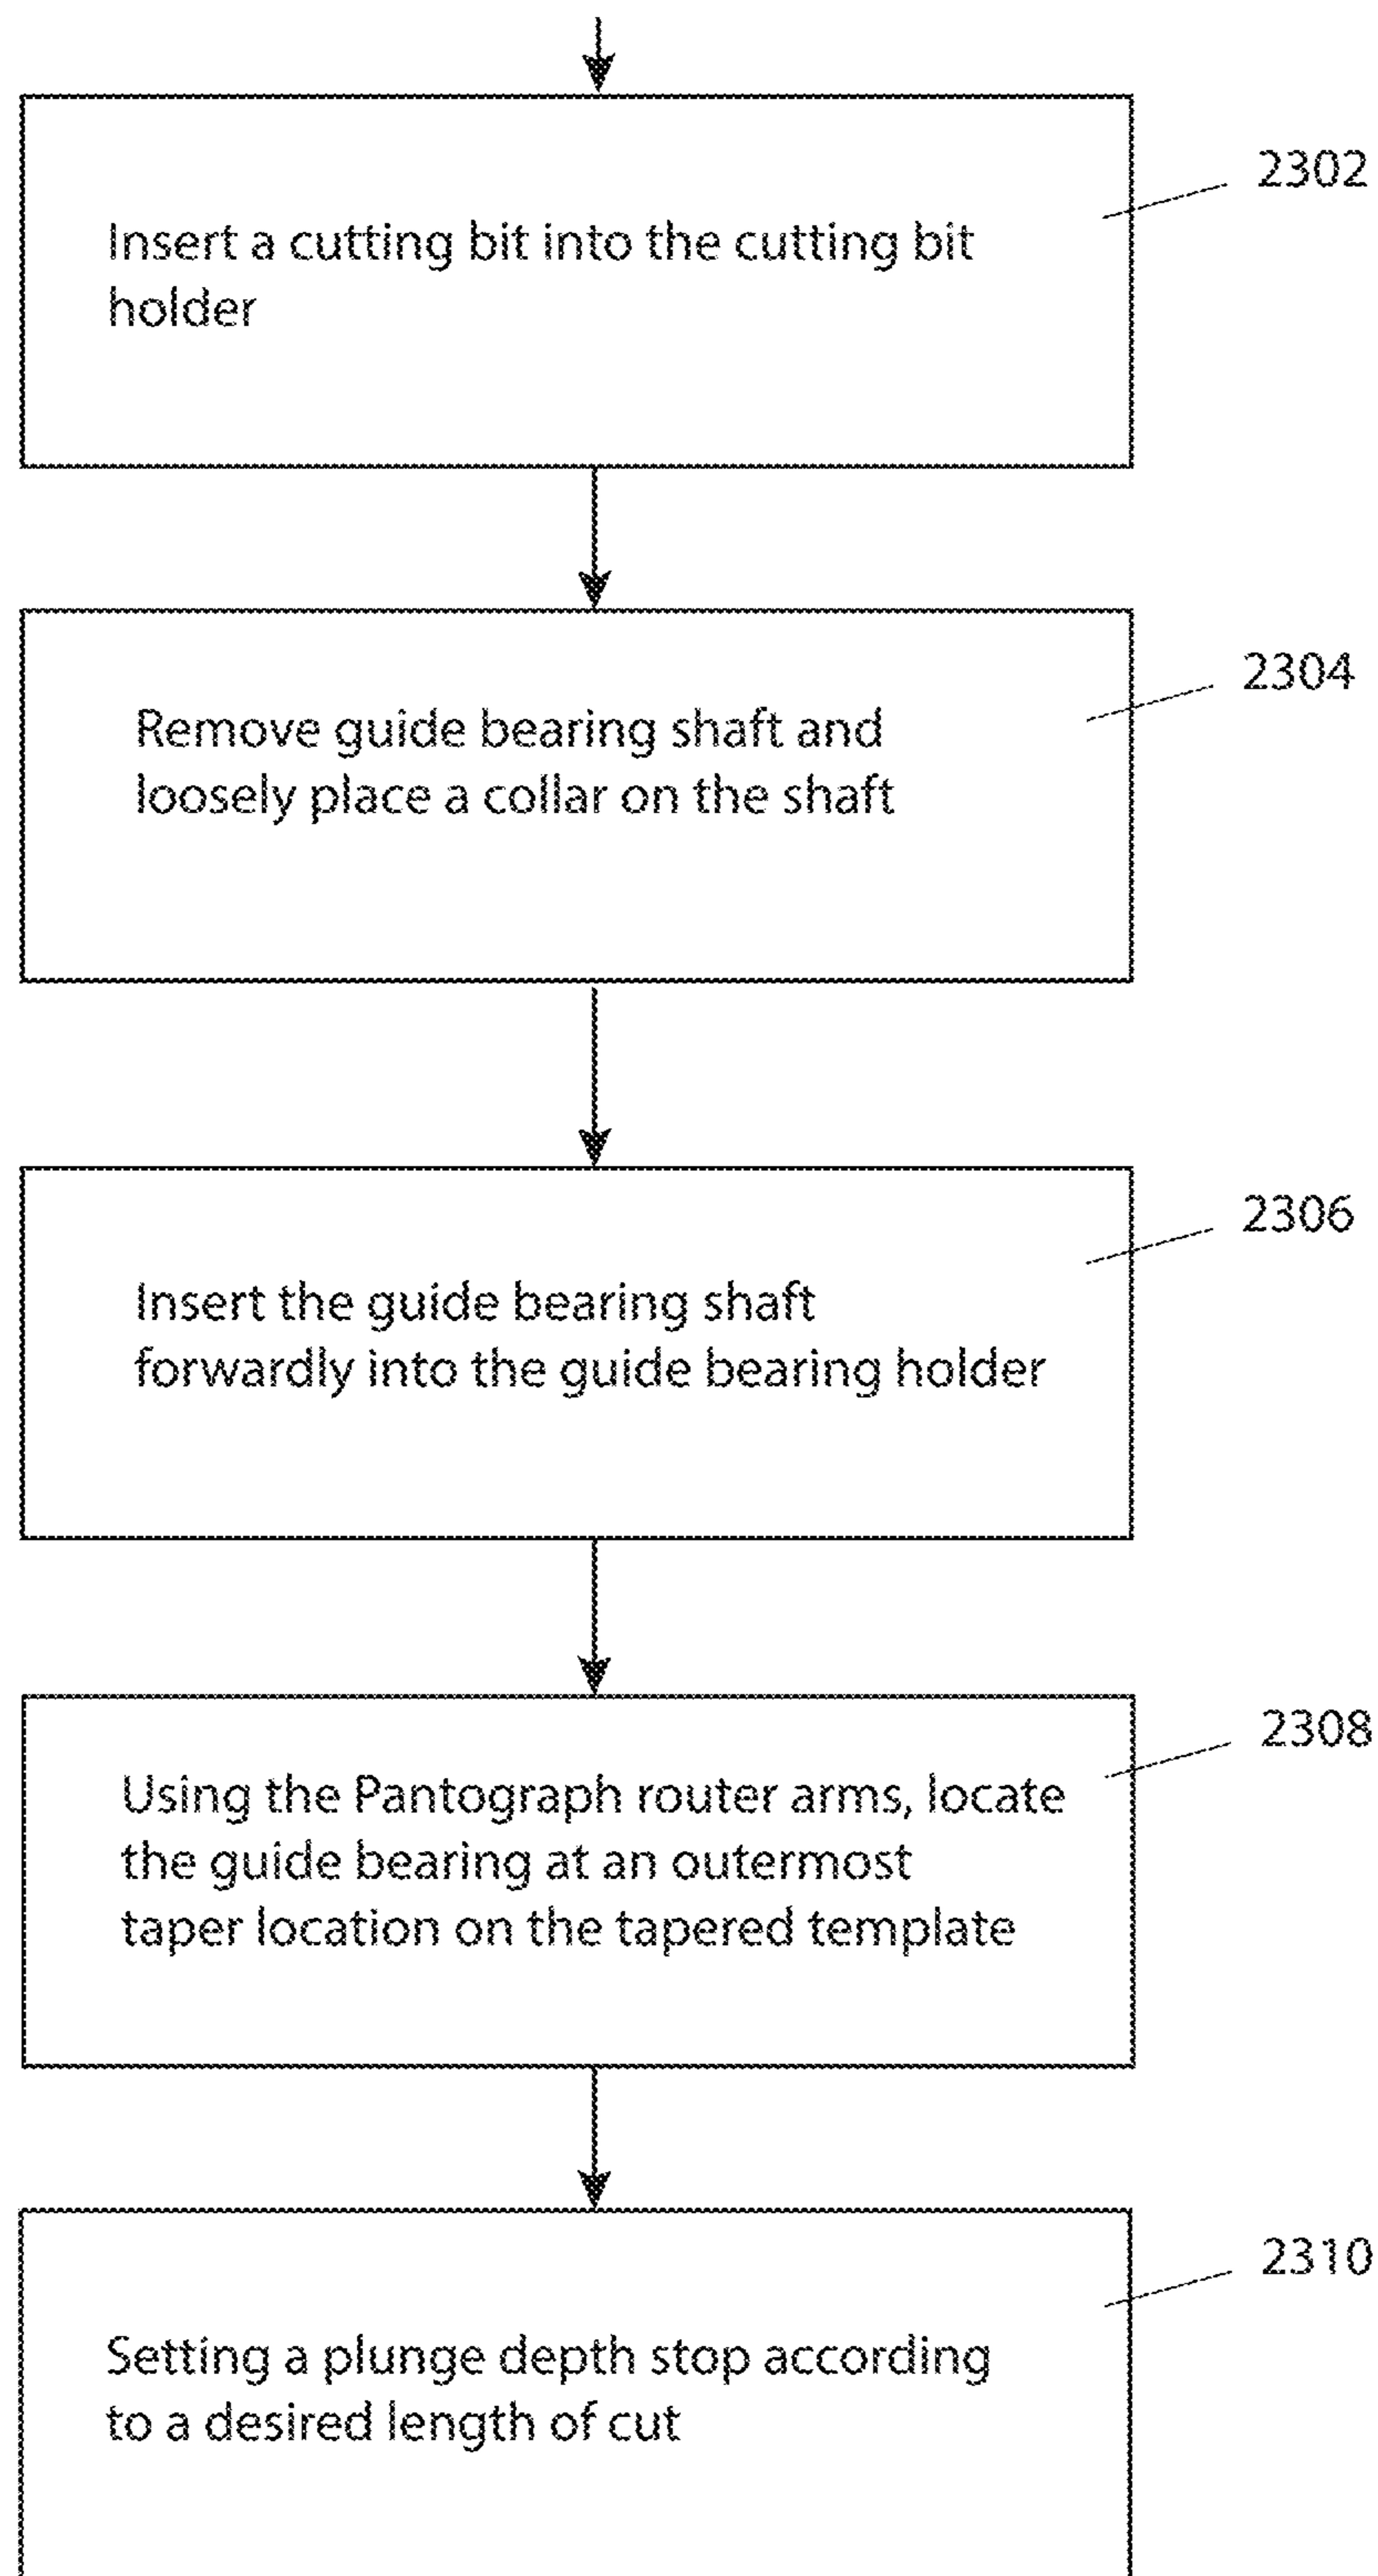 2302
Insert a cutting bit into the cutting bit
holder
2304
Remove guide bearing shaft and
loosely place a collar on the shaft
2306
Insert the guide bearing shaft
forwardly into the guide bearing holder
2308
Using the Pantograph router arms, locate
the guide bearing at an outermost
taper location on the tapered template
2310
Setting a plunge depth stop according
to a desired length of cut